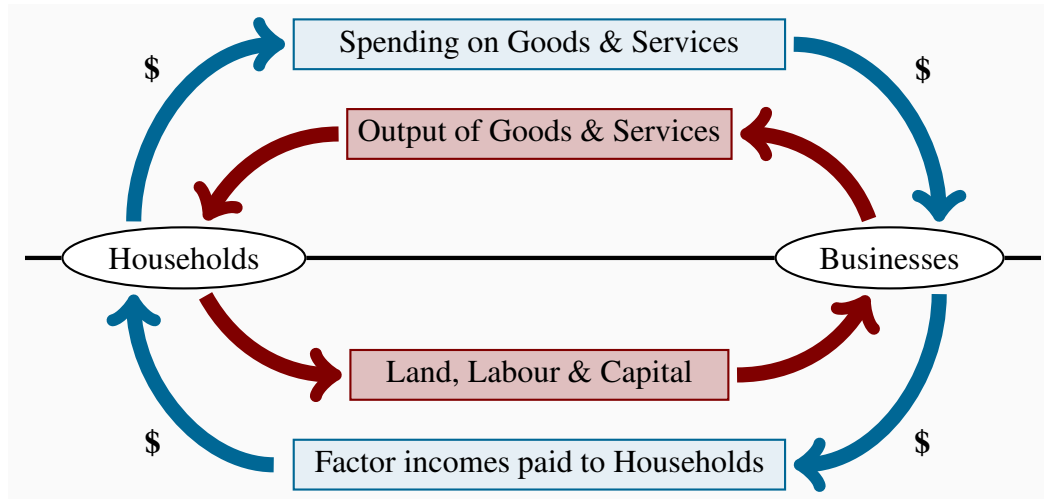 Spending on Goods & Services
$
$
Output of Goods & Services
Households
Businesses
Land, Labour & Capital
$
$
Factor incomes paid to Households